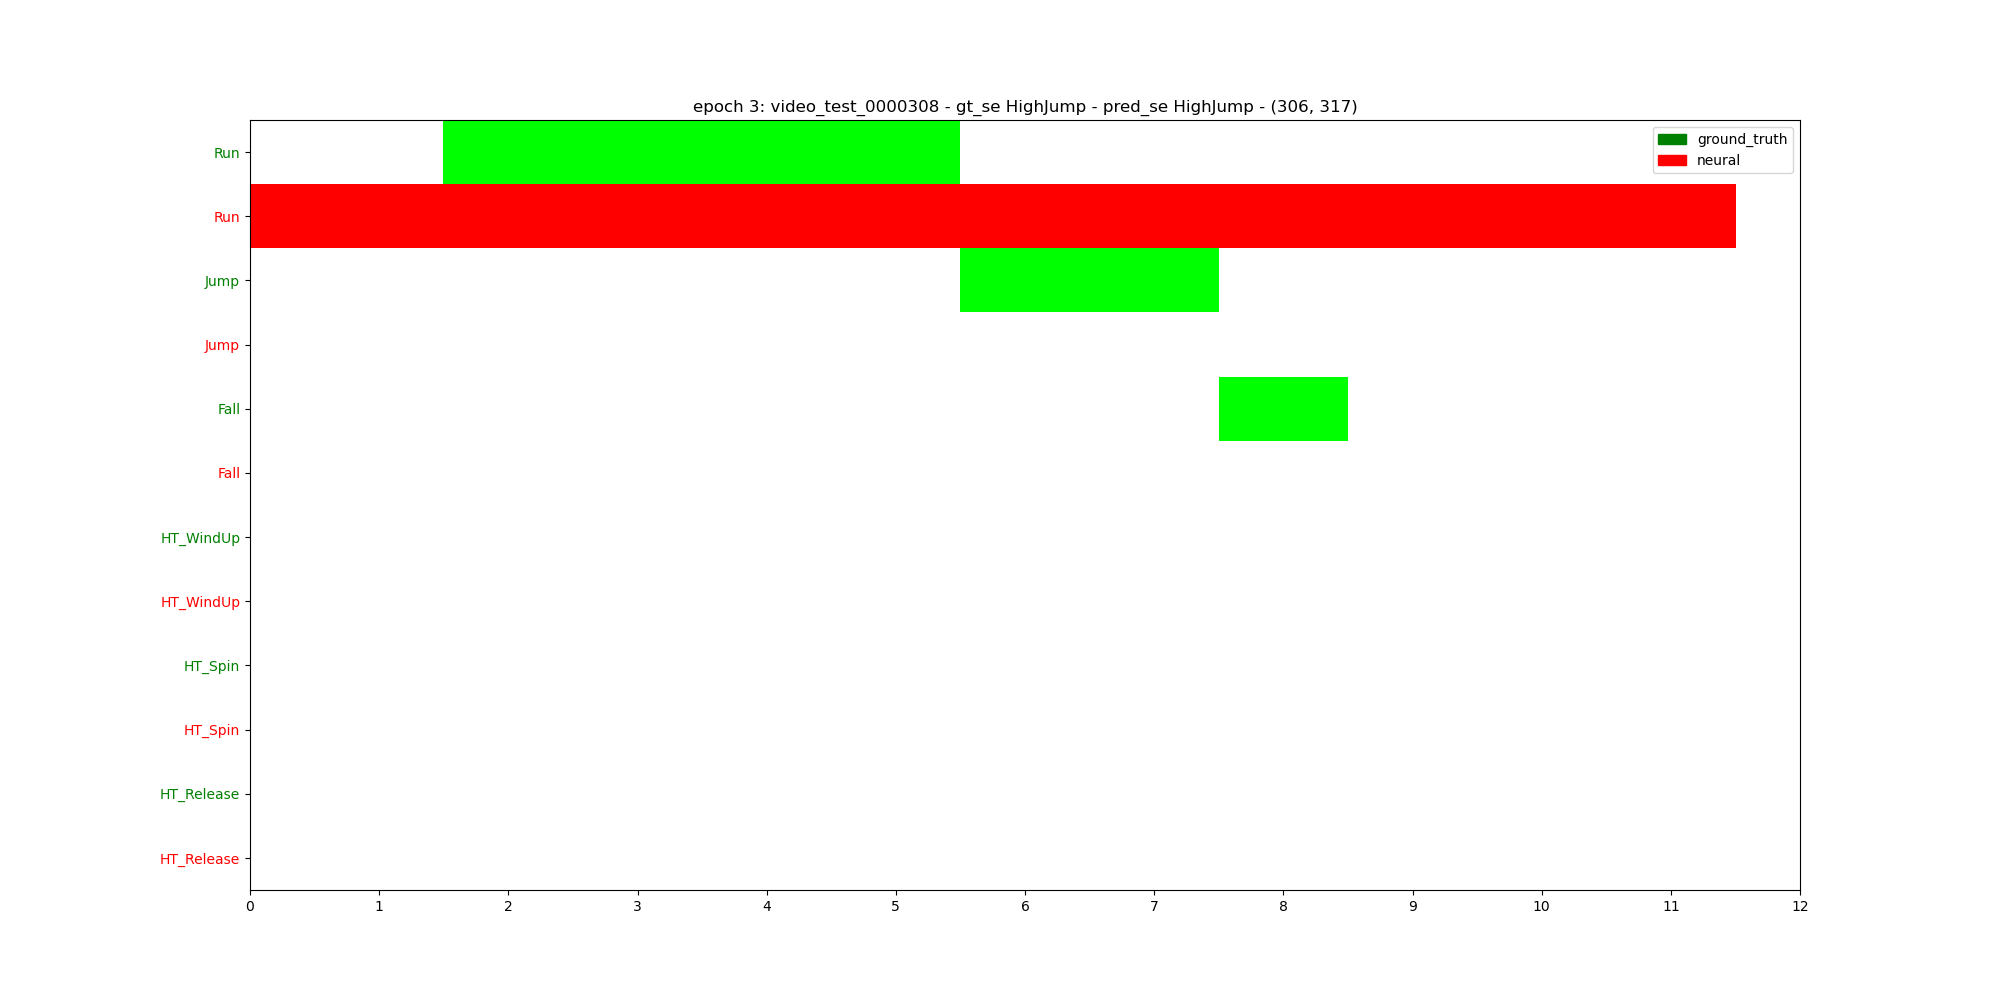 epoch 3: video_test_0000308 - gt_se HighJump - pred_se HighJump - (306, 317)
ground_truth
neural
Run
Run
Jump
Jump
Fall
Fall
HT_WindUp
HT_WindUp
HT_Spin
HT_Spin
HT_Release
HT_Release
0 1 2 3 4 5 6 7 8 9 10 11 12